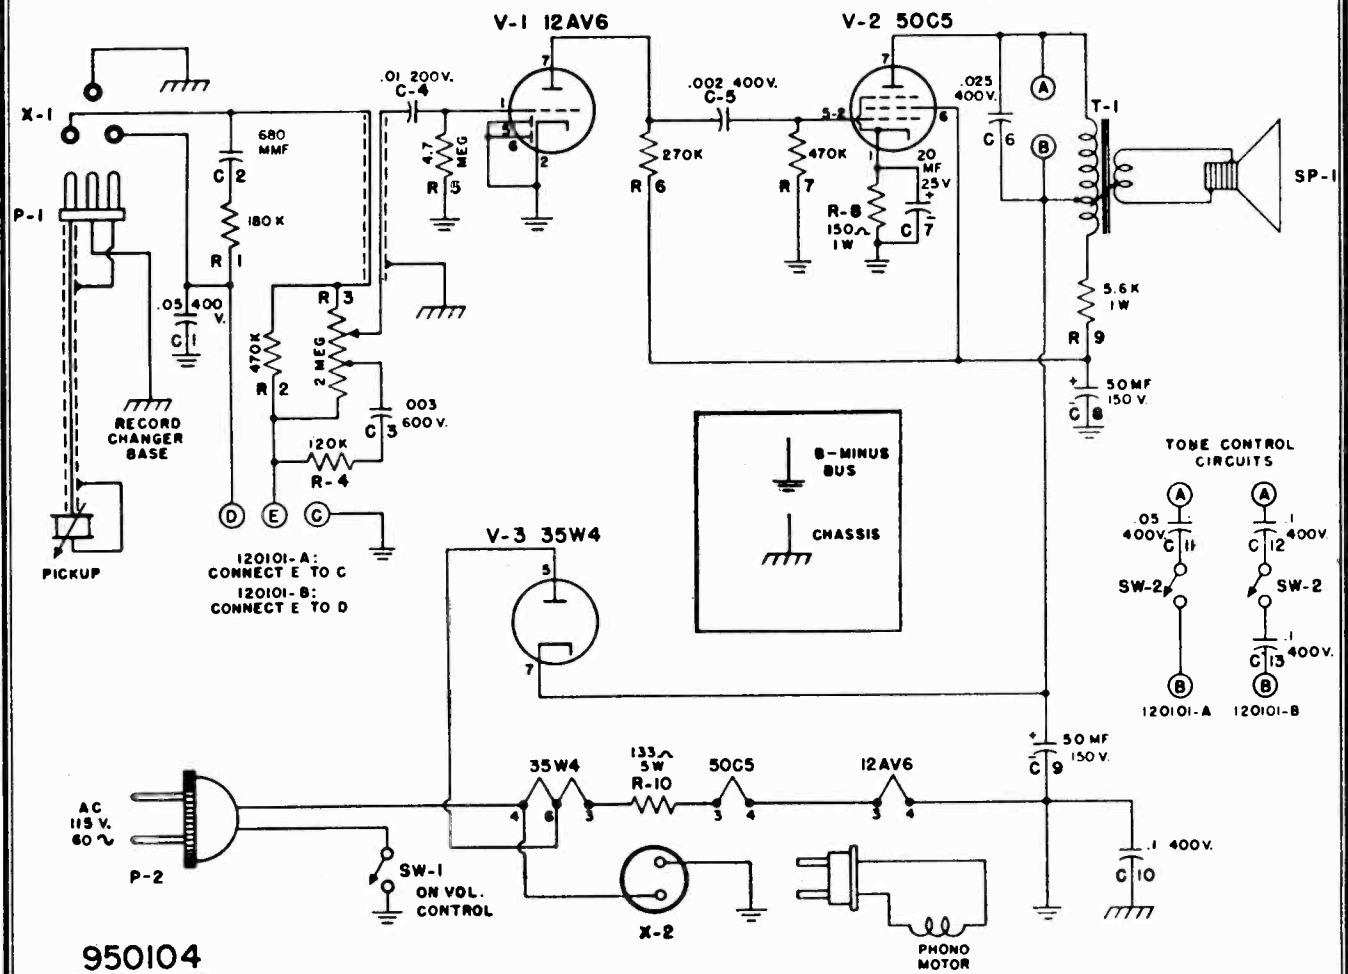 V-1 12AV6
V-2 50C5
X-1
680
MMF
C 2
180 K
R 1
P-1
.05 400
V.
C 1
RECORD
CHANGER
BASE
PICKUP
.01 200V.
C-4
4.7
MEG
R 5
7
1
5
6
2
R 3
2 MEG
470K
R 2
.003
600 V.
C 3
120K
R-4
D
E
C
120101-A:
CONNECT E TO C
120101-B:
CONNECT E TO D
270K
R 6
.002 400V.
C-5
470K
R 7
7
5-2
6
1
20
MF
25V
+
-
C 7
R-8
150
1W
.025
400V.
C 6
A
B
T-1
SP-1
5.6K
1W
R 9
50 MF
150 V.
+
-
C 8
B-MINUS
BUS
CHASSIS
TONE CONTROL
CIRCUITS
A
A
.05
400V.
C 11
.1
400V.
C 12
SW-2
SW-2
.1
400V.
C 13
B
B
120101-A
120101-B
V-3 35W4
5
7
+
-
50 MF
150 V.
C 9
AC
115 V.
60 ~
P-2
SW-1
ON VOL.
CONTROL
35W4
4
6
3
133
5W
R-10
50C5
3
4
12AV6
3
4
.1 400V.
C 10
X-2
PHONO
MOTOR
950104